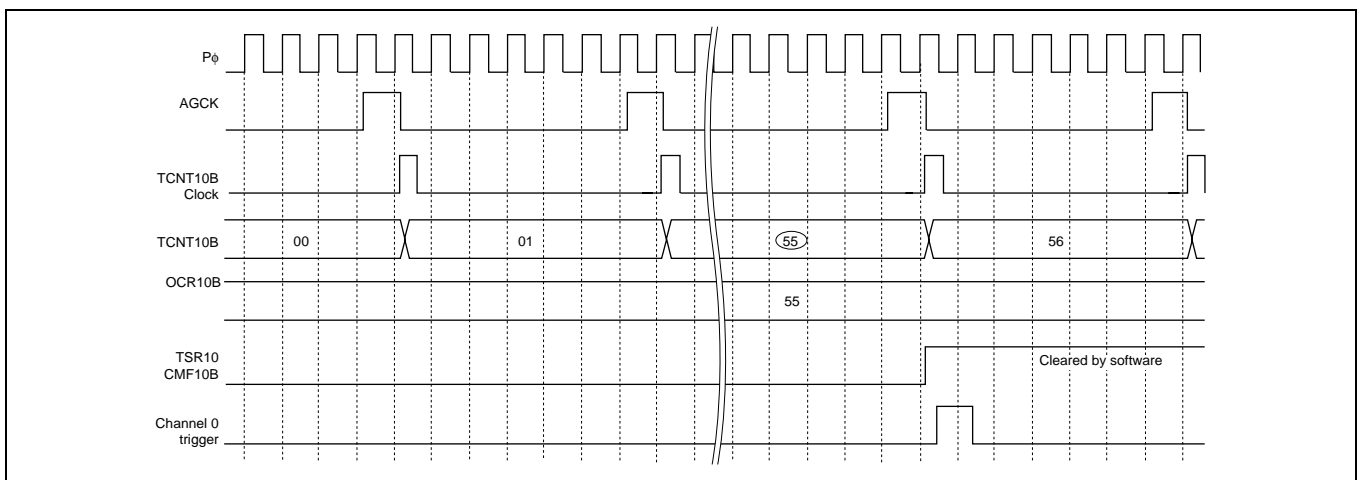 Pϕ
AGCK
TCNT10B
Clock
TCNT10B
00
01
55
56
OCR10B
55
TSR10
CMF10B
Cleared by software
Channel 0
trigger